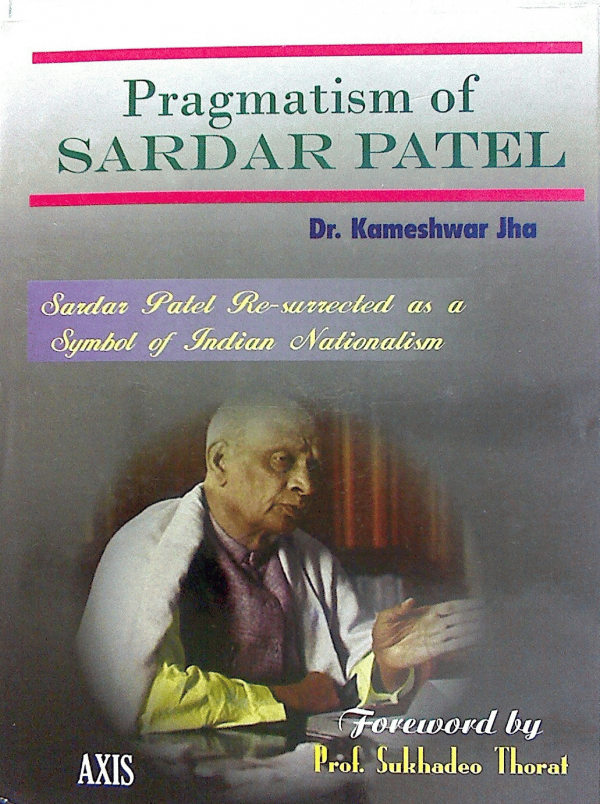 Pragmatism of
SARDAR PATEL
Dr. Kameshwar Jha
Sardar Patel Re-surrected as a
Symbol of Indian Nationalism
Foreword by
Prof. Sukhadeo Thorat
AXIS